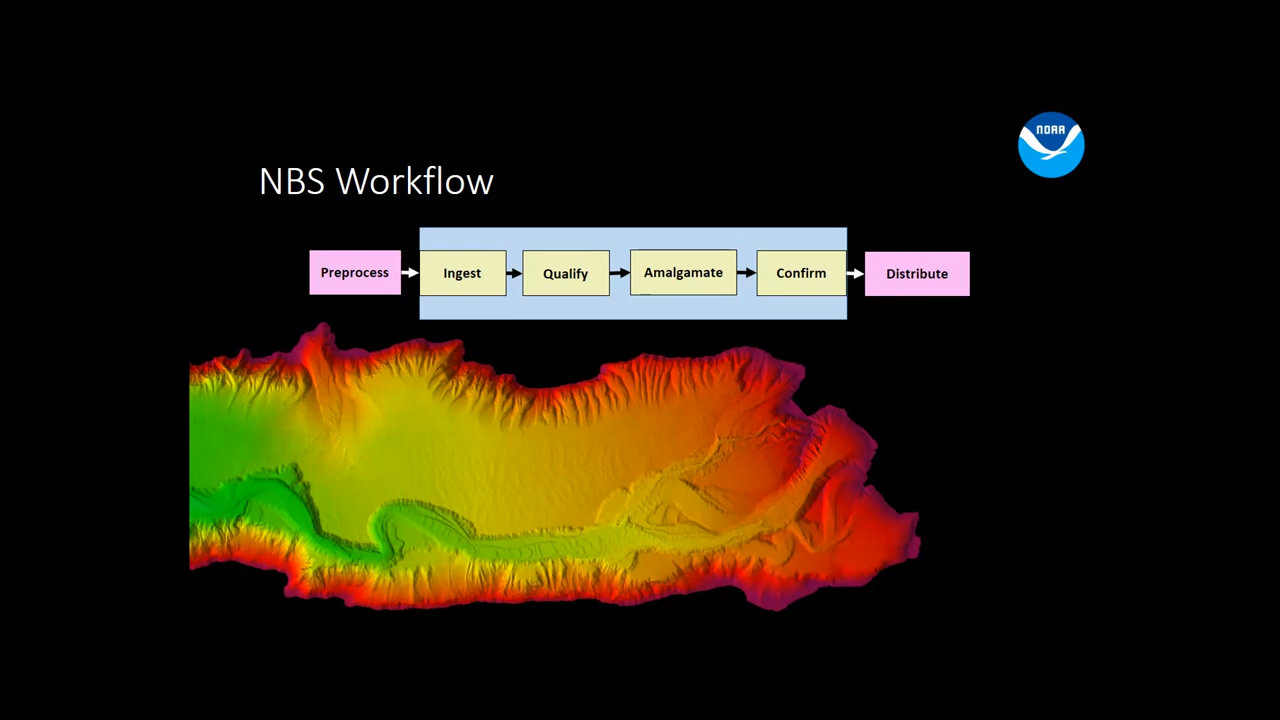 NOAA
NBS Workflow
Preprocess
Ingest
Qualify
Amalgamate
Confirm
Distribute